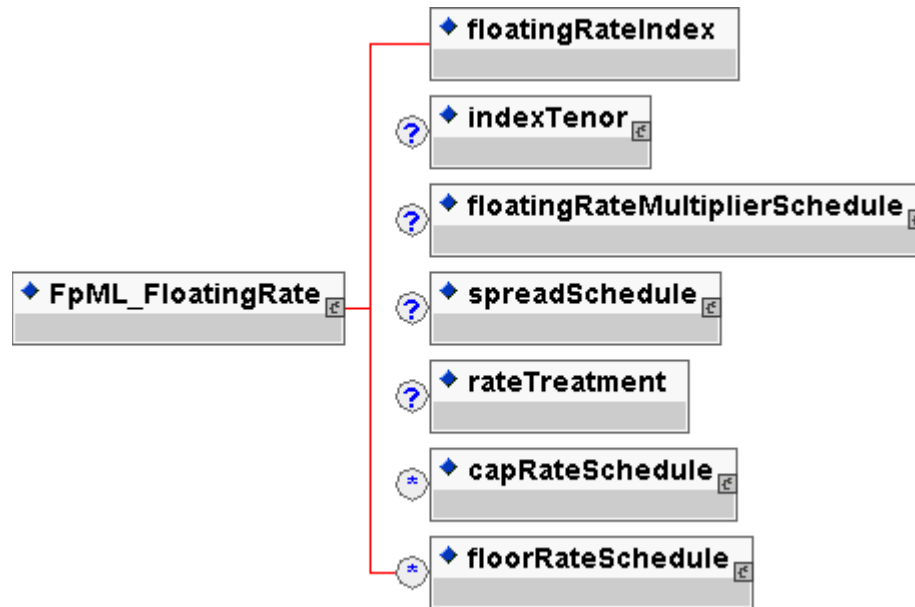 floatingRateIndex
? indexTenor
? floatingRateMultiplierSchedule
FpML_FloatingRate
? spreadSchedule
? rateTreatment
* capRateSchedule
* floorRateSchedule